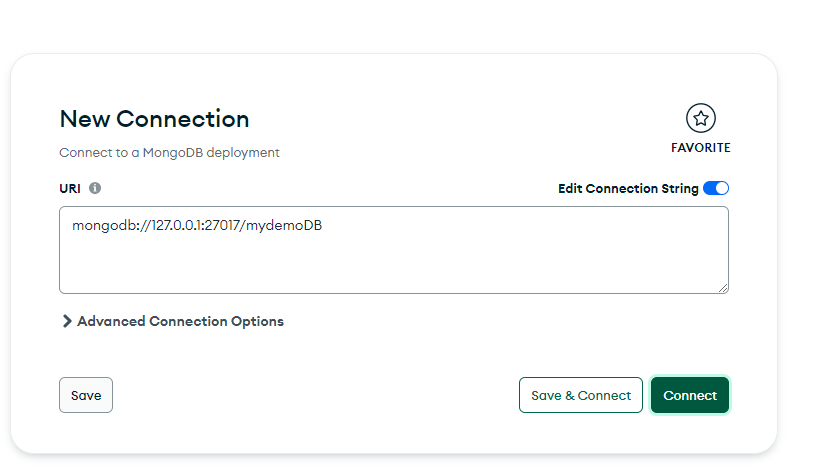 New Connection
FAVORITE
Connect to a MongoDB deployment
URI
Edit Connection String
mongodb://127.0.0.1:27017/mydemoDB
Advanced Connection Options
Save
Save & Connect
Connect